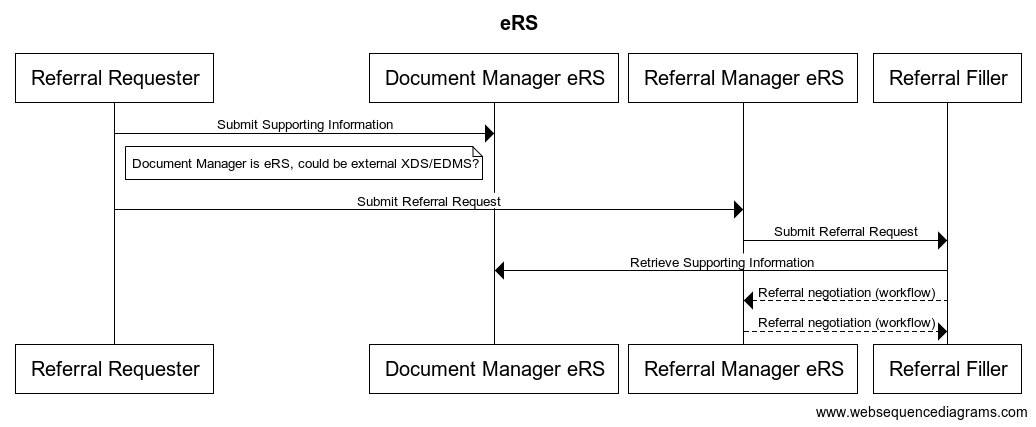 eRS
Referral Requester
Document Manager eRS
Referral Manager eRS
Referral Filler
Submit Supporting Information
Document Manager is eRS, could be external XDS/EDMS?
Submit Referral Request
Submit Referral Request
Retrieve Supporting Information
Referral negotiation (workflow)
Referral negotiation (workflow)
Referral Requester
Document Manager eRS
Referral Manager eRS
Referral Filler
www.websequencediagrams.com